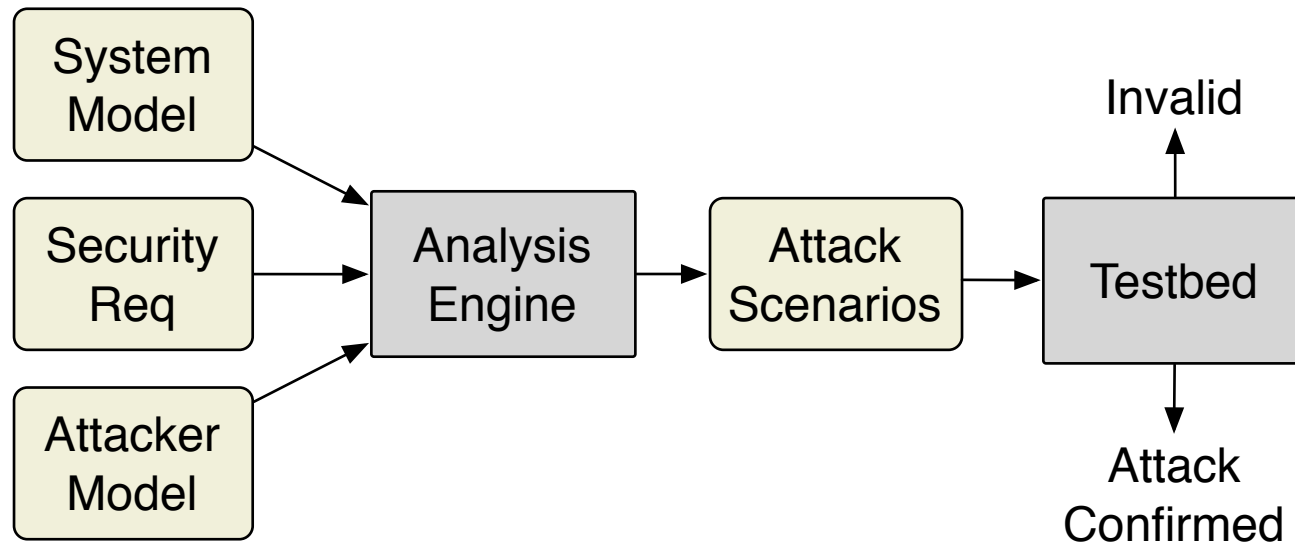 System
Model
Security
Req
Attacker
Model
Analysis
Engine
Attack
Scenarios
Invalid
Testbed
Attack
Confirmed